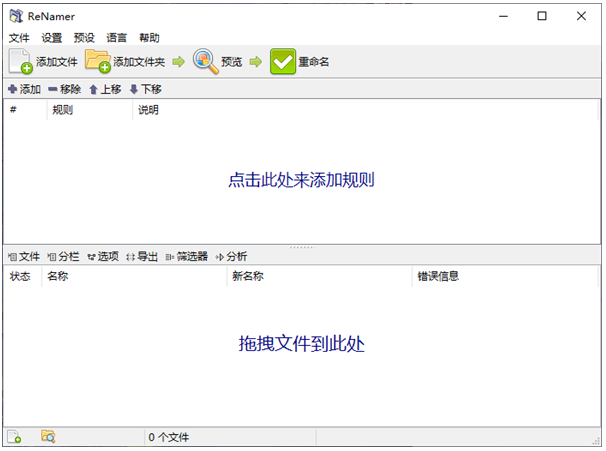 ReNamer
文件 设置 预设 语言 帮助
添加文件 添加文件夹 预览 重命名
添加 移除 上移 下移
# 规则 说明
点击此处来添加规则
文件 分栏 选项 导出 筛选器 分析
状态 名称 新名称 错误信息
拖拽文件到此处
0 个文件